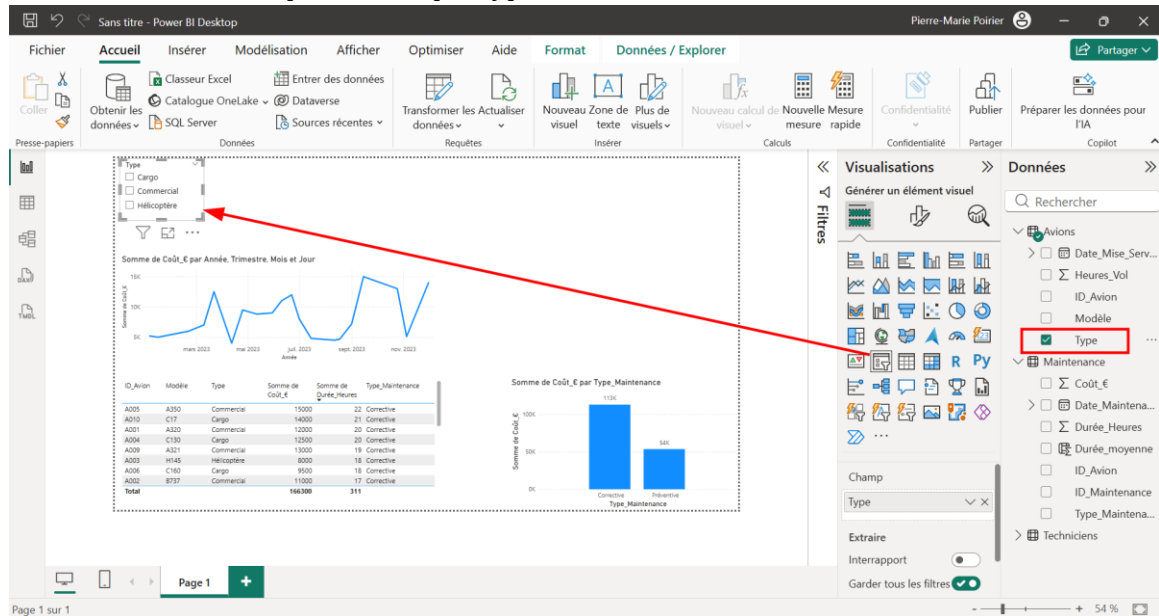 Sans titre - Power BI Desktop
Pierre-Marie Poirier
Fichier Accueil Insérer Modélisation Afficher Optimiser Aide Format Données / Explorer
Partager
Coller
Obtenir les données
Classeur Excel
Catalogue OneLake
SQL Server
Entrer des données
Dataverse
Sources récentes
Transformer les données
Actualiser
Nouveau visuel
Zone de texte
Plus de visuels
Nouveau calcul de visuel
Nouvelle mesure
Mesure rapide
Confidentialité
Publier
Préparer les données pour l'IA
Presse-papiers
Données
Requêtes
Insérer
Calculs
Confidentialité
Partager
Copilot
Type
Cargo
Commercial
Hélicoptère
Somme de Coût_€ par Année, Trimestre, Mois et Jour
Somme de Coût_€
15K
10K
5K
mars 2023 mai 2023 juil. 2023 sept. 2023 nov. 2023
Année
ID_Avion Modèle Type Somme de Coût_€ Somme de Durée_Heures Type_Maintenance
A005 A350 Commercial 15000 22 Corrective
A010 C17 Cargo 14000 21 Corrective
A001 A320 Commercial 12000 20 Corrective
A004 C130 Cargo 12500 20 Corrective
A009 A321 Commercial 13000 19 Corrective
A003 H145 Hélicoptère 8000 18 Corrective
A006 C160 Cargo 9500 18 Corrective
A002 B737 Commercial 11000 17 Corrective
Total 166300 311
Somme de Coût_€ par Type_Maintenance
Somme de Coût_€
100K
50K
0K
113K
54K
Corrective Préventive
Type_Maintenance
Filtres
Visualisations
Générer un élément visuel
R Py
Champ
Type
Extraire
Interrapport
Garder tous les filtres
Données
Rechercher
Avions
Date_Mise_Serv...
Heures_Vol
ID_Avion
Modèle
Type
Maintenance
Coût_€
Date_Maintena...
Durée_Heures
Durée_moyenne
ID_Avion
ID_Maintenance
Type_Maintena...
Techniciens
DAX
TMDL
Page 1
Page 1 sur 1
54 %